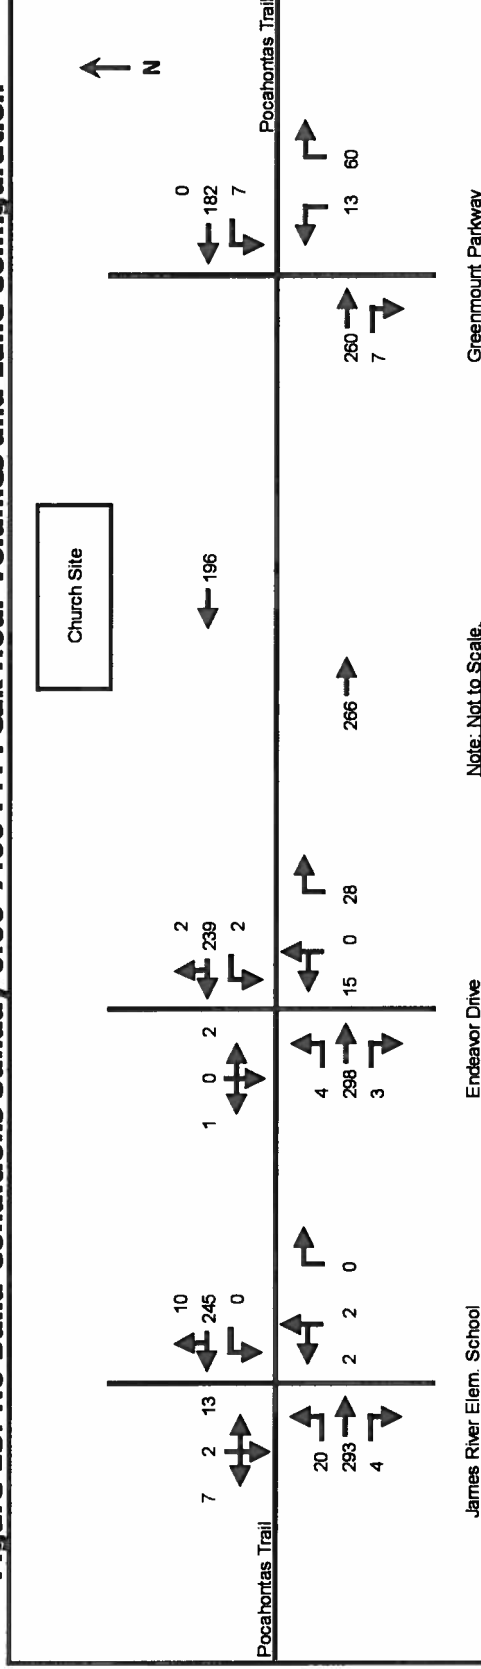 No Build Conditions Sunday PM Peak Hour Volumes and Lane Configuration
N
Church Site
7 2 13
10
245
0
1 0 2
2
239
2
196
0
182
7
Pocahontas Trail
Pocahontas Trail
20
293
4
2 2 0
4
298
3
15 0 28
266
260
7
13 60
James River Elem. School
Endeavor Drive
Note: Not to Scale.
Greenmount Parkway